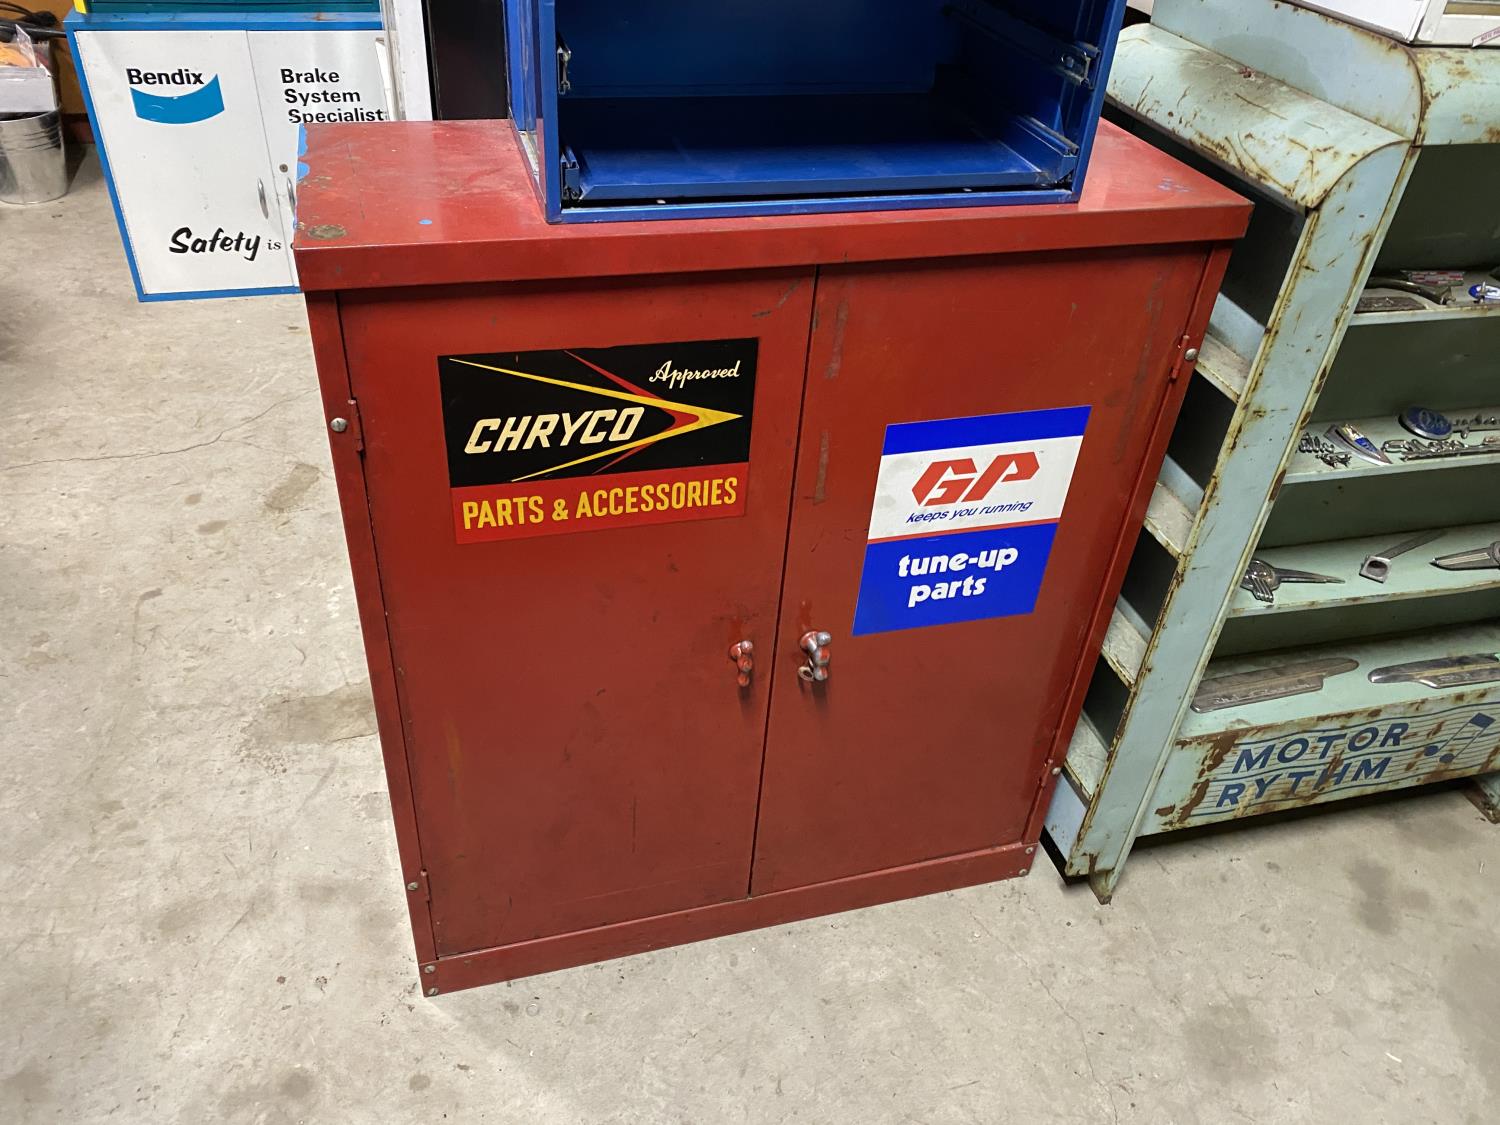 Bendix
Brake
System
Specialist
Safety is
Approved
CHRYCO
PARTS & ACCESSORIES
GP
keeps you running
tune-up
parts
MOTOR
RYTHM